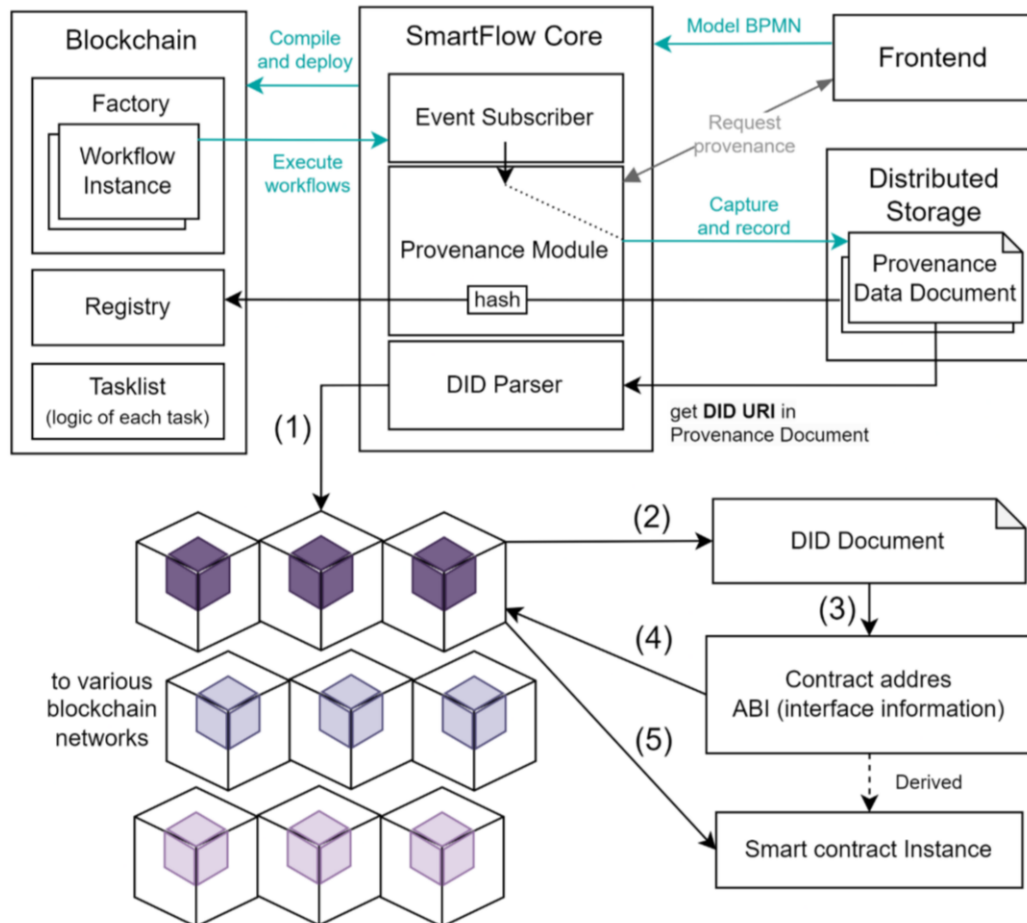 Blockchain
Factory
Workflow
Instance
Registry
Tasklist
(logic of each task)
Compile
and deploy
Execute
workflows
SmartFlow Core
Event Subscriber
Provenance Module
hash
DID Parser
Model BPMN
Frontend
Request
provenance
Capture
and record
Distributed
Storage
Provenance
Data Document
get DID URI in
Provenance Document
(1)
(2)
DID Document
(3)
(4)
Contract addres
ABI (interface information)
to various
blockchain
networks
(5)
Derived
Smart contract Instance